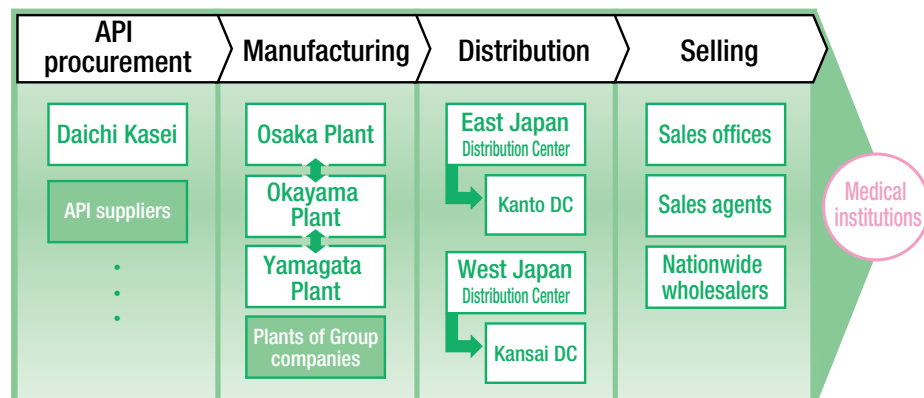 API
procurement
Manufacturing
Distribution
Selling
Daichi Kasei
API suppliers
Osaka Plant
Okayama
Plant
Yamagata
Plant
Plants of Group
companies
East Japan
Distribution Center
Kanto DC
West Japan
Distribution Center
Kansai DC
Sales offices
Sales agents
Nationwide
wholesalers
Medical
institutions